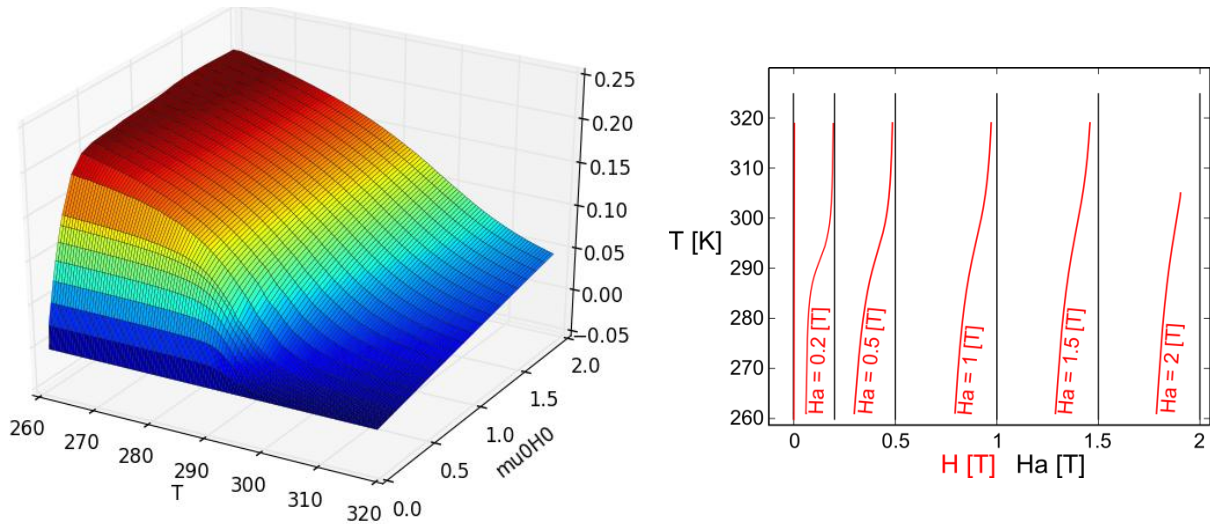 0.25
0.20
0.15
0.10
0.05
0.00
−0.05
260
270
280
290
300
310
320
T
0.0
0.5
1.0
1.5
2.0
mu0H0
320
310
300
290
280
270
260
T [K]
Ha = 0.2 [T]
Ha = 0.5 [T]
Ha = 1 [T]
Ha = 1.5 [T]
Ha = 2 [T]
0 0.5 1 1.5 2
H [T] Ha [T]